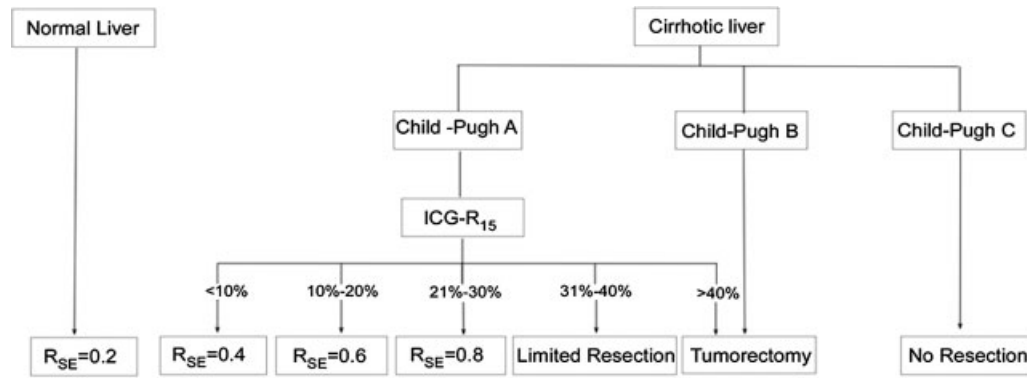 Normal Liver
Cirrhotic liver
Child -Pugh A
Child-Pugh B
Child-Pugh C
ICG-R15
<10%
10%-20%
21%-30%
31%-40%
>40%
RSE=0.2
RSE=0.4
RSE=0.6
RSE=0.8
Limited Resection
Tumorectomy
No Resection